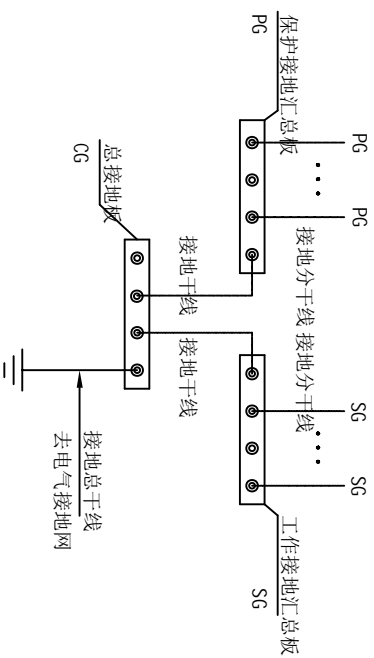 PG
PG
SG
SG
接地分干线
接地分干线
保护接地汇总板
PG
工作接地汇总板
SG
接地干线
接地干线
总接地板
CG
接地总干线
去电气接地网